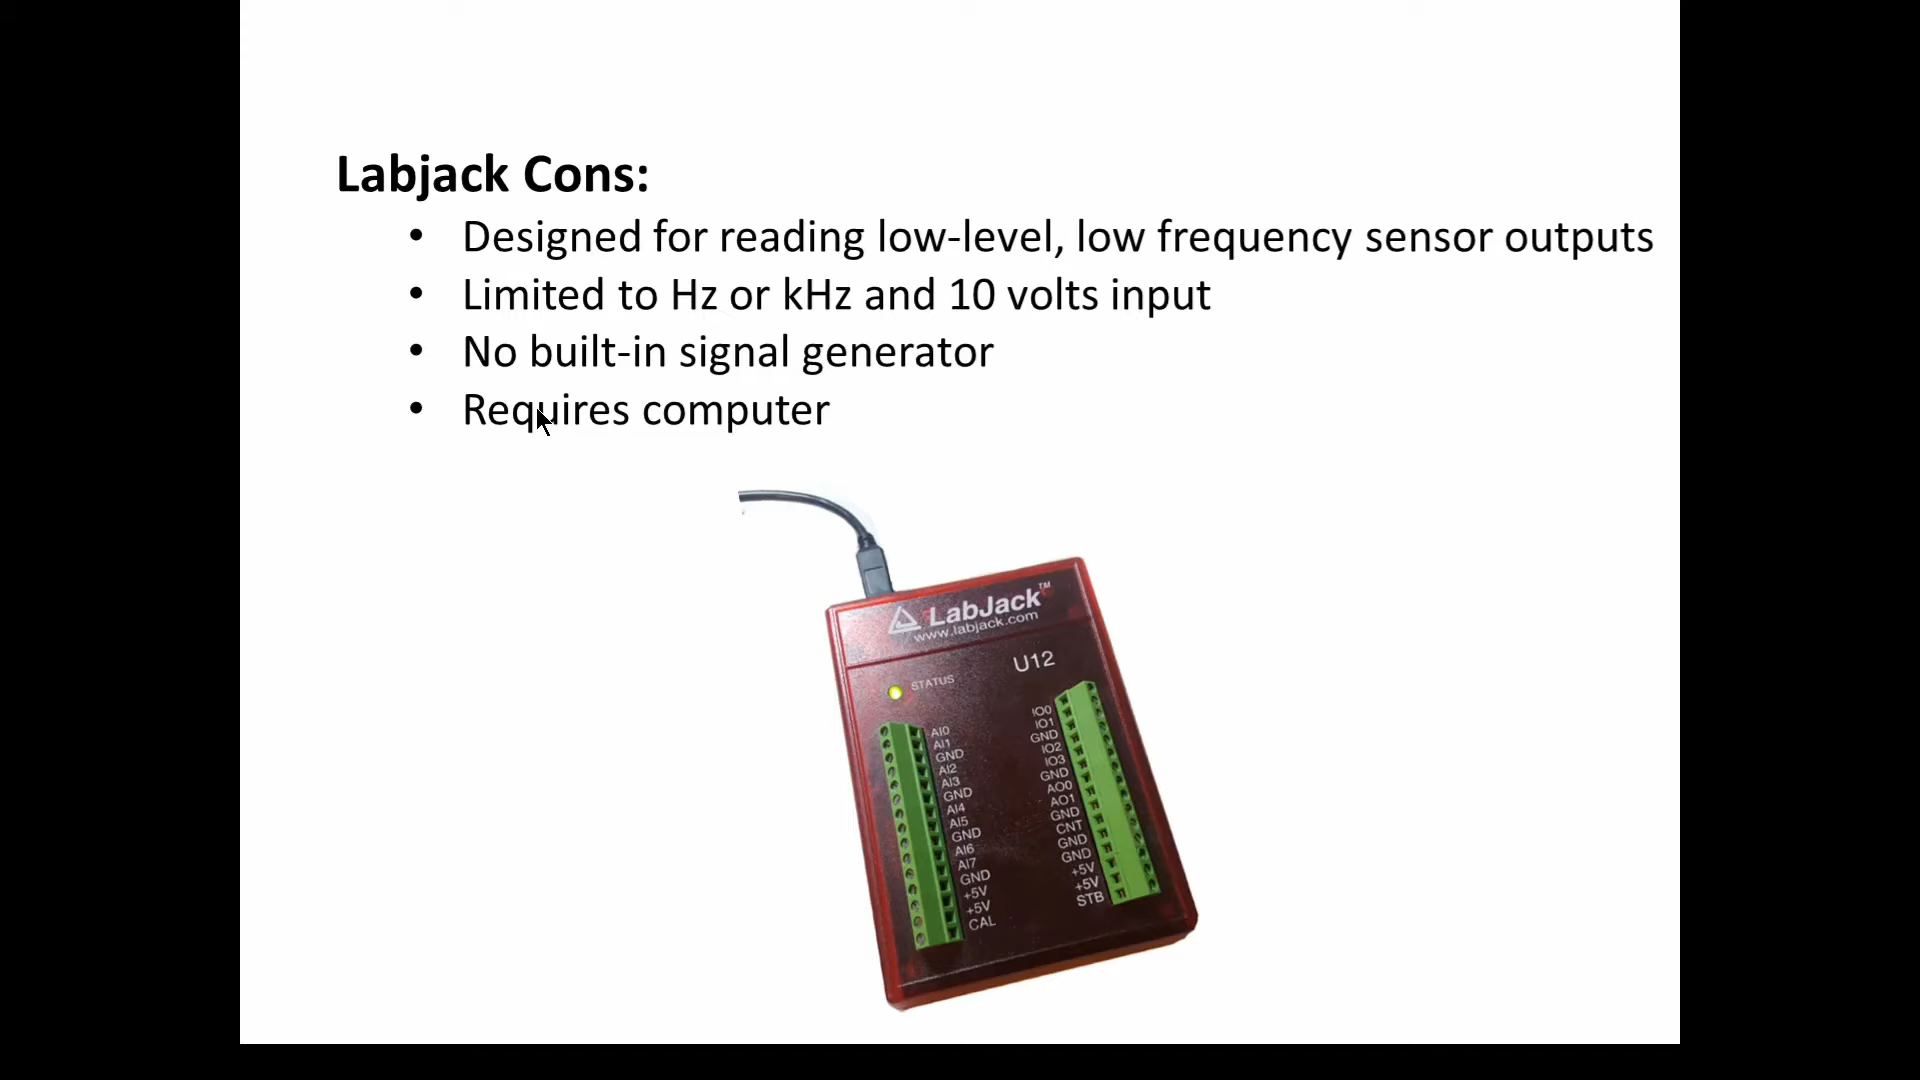 Labjack Cons:
• Designed for reading low-level, low frequency sensor outputs
• Limited to Hz or kHz and 10 volts input
• No built-in signal generator
• Requires computer
LabJack™
www.labjack.com
U12
STATUS
AI0
AI1
GND
AI2
AI3
GND
AI4
AI5
GND
AI6
AI7
GND
+5V
+5V
CAL
IO0
IO1
GND
IO2
IO3
GND
AO0
AO1
GND
CNT
GND
GND
+5V
+5V
STB